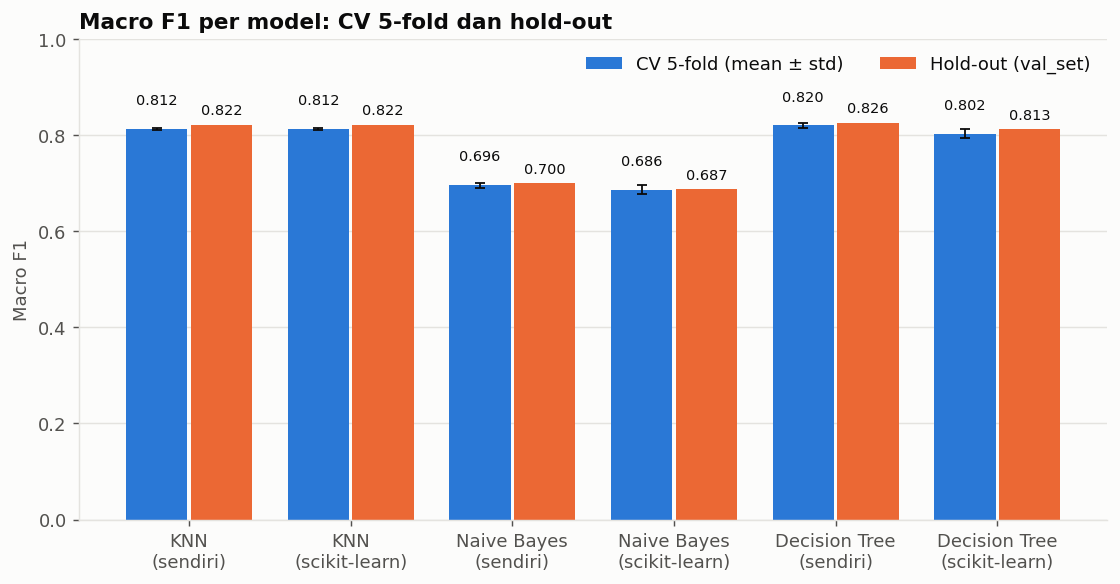 Macro F1 per model: CV 5-fold dan hold-out
CV 5-fold (mean ± std)
Hold-out (val_set)
Macro F1
1.0
0.8
0.6
0.4
0.2
0.0
0.812
0.822
0.812
0.822
0.696
0.700
0.686
0.687
0.820
0.826
0.802
0.813
KNN
(sendiri)
KNN
(scikit-learn)
Naive Bayes
(sendiri)
Naive Bayes
(scikit-learn)
Decision Tree
(sendiri)
Decision Tree
(scikit-learn)